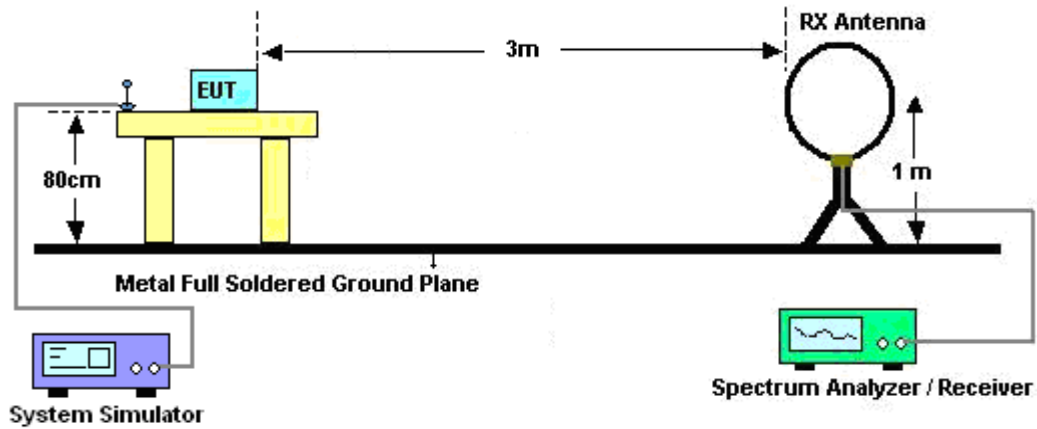 RX Antenna
3m
EUT
80cm
1 m
Metal Full Soldered Ground Plane
System Simulator
Spectrum Analyzer / Receiver